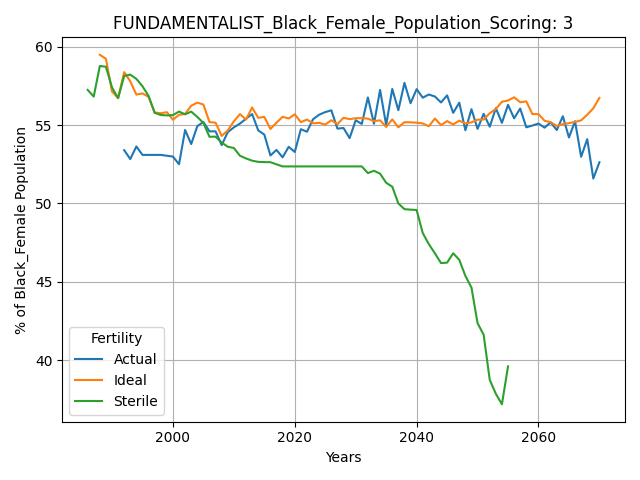 FUNDAMENTALIST_Black_Female_Population_Scoring: 3
% of Black_Female Population
60
55
50
45
40
Fertility
Actual
Ideal
Sterile
2000
2020
2040
2060
Years